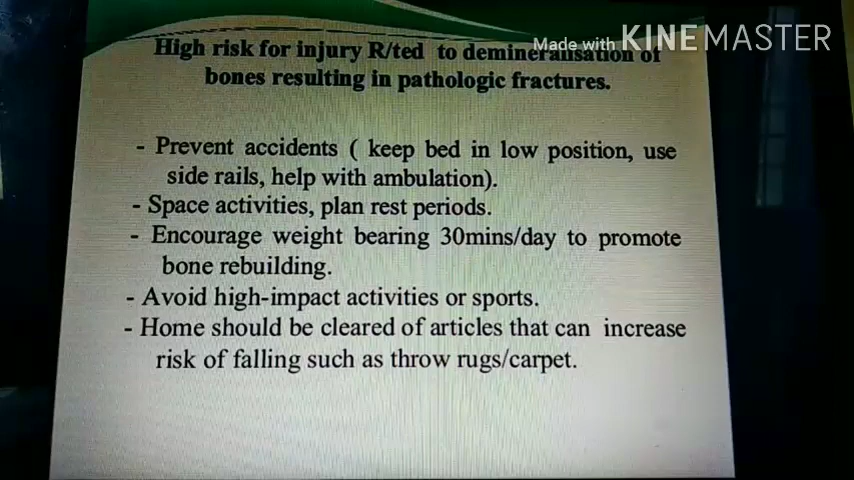 Made with KINEMASTER
High risk for injury R/ted to demineralisation of
bones resulting in pathologic fractures.
- Prevent accidents ( keep bed in low position, use
side rails, help with ambulation).
- Space activities, plan rest periods.
- Encourage weight bearing 30mins/day to promote
bone rebuilding.
- Avoid high-impact activities or sports.
- Home should be cleared of articles that can increase
risk of falling such as throw rugs/carpet.